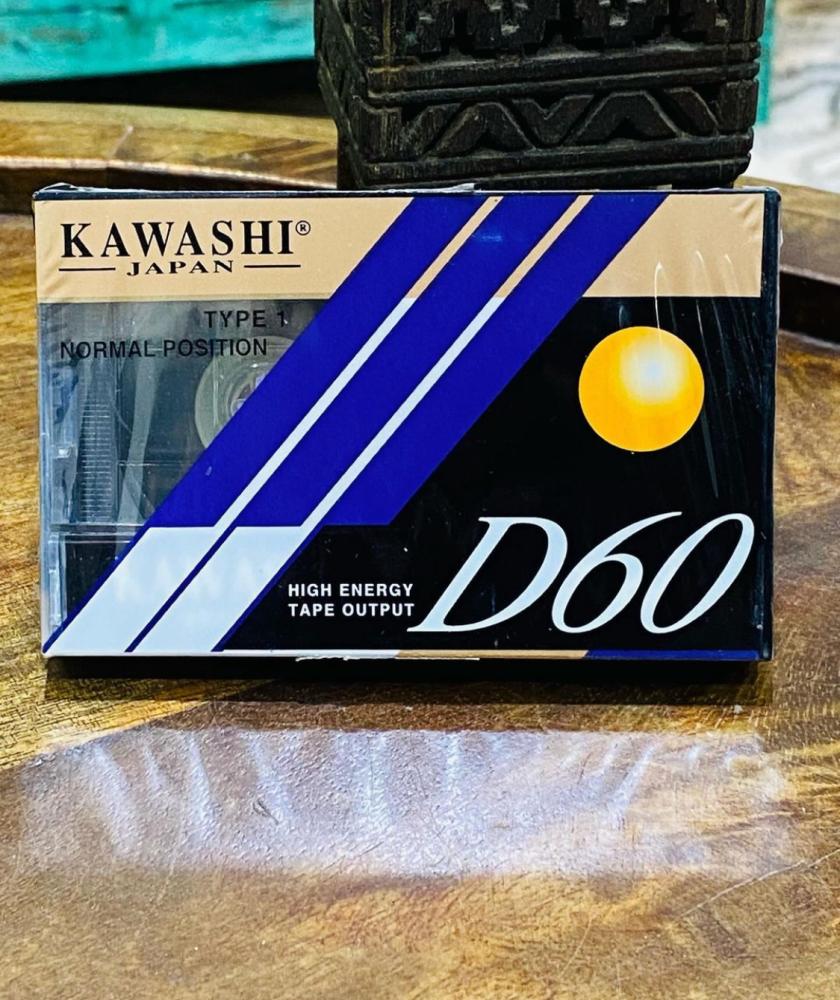 KAWASHI®
JAPAN
TYPE 1
NORMAL POSITION
HIGH ENERGY
TAPE OUTPUT
D60